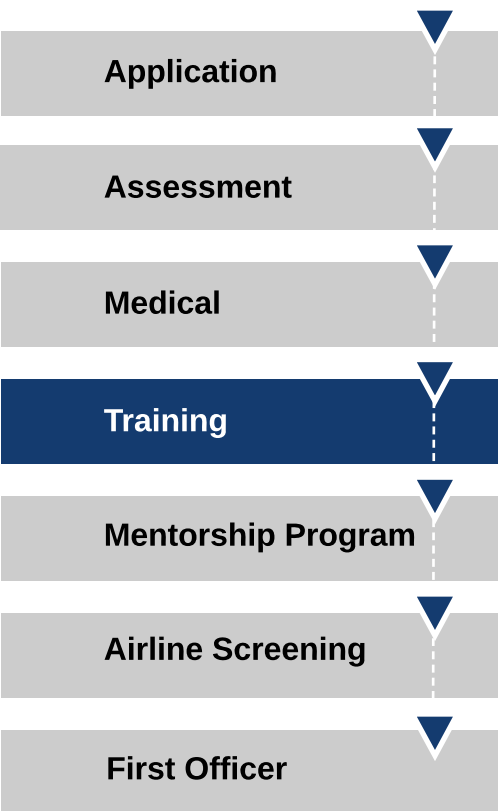 Application
Assessment
Medical
Training
Mentorship Program
Airline Screening
First Officer